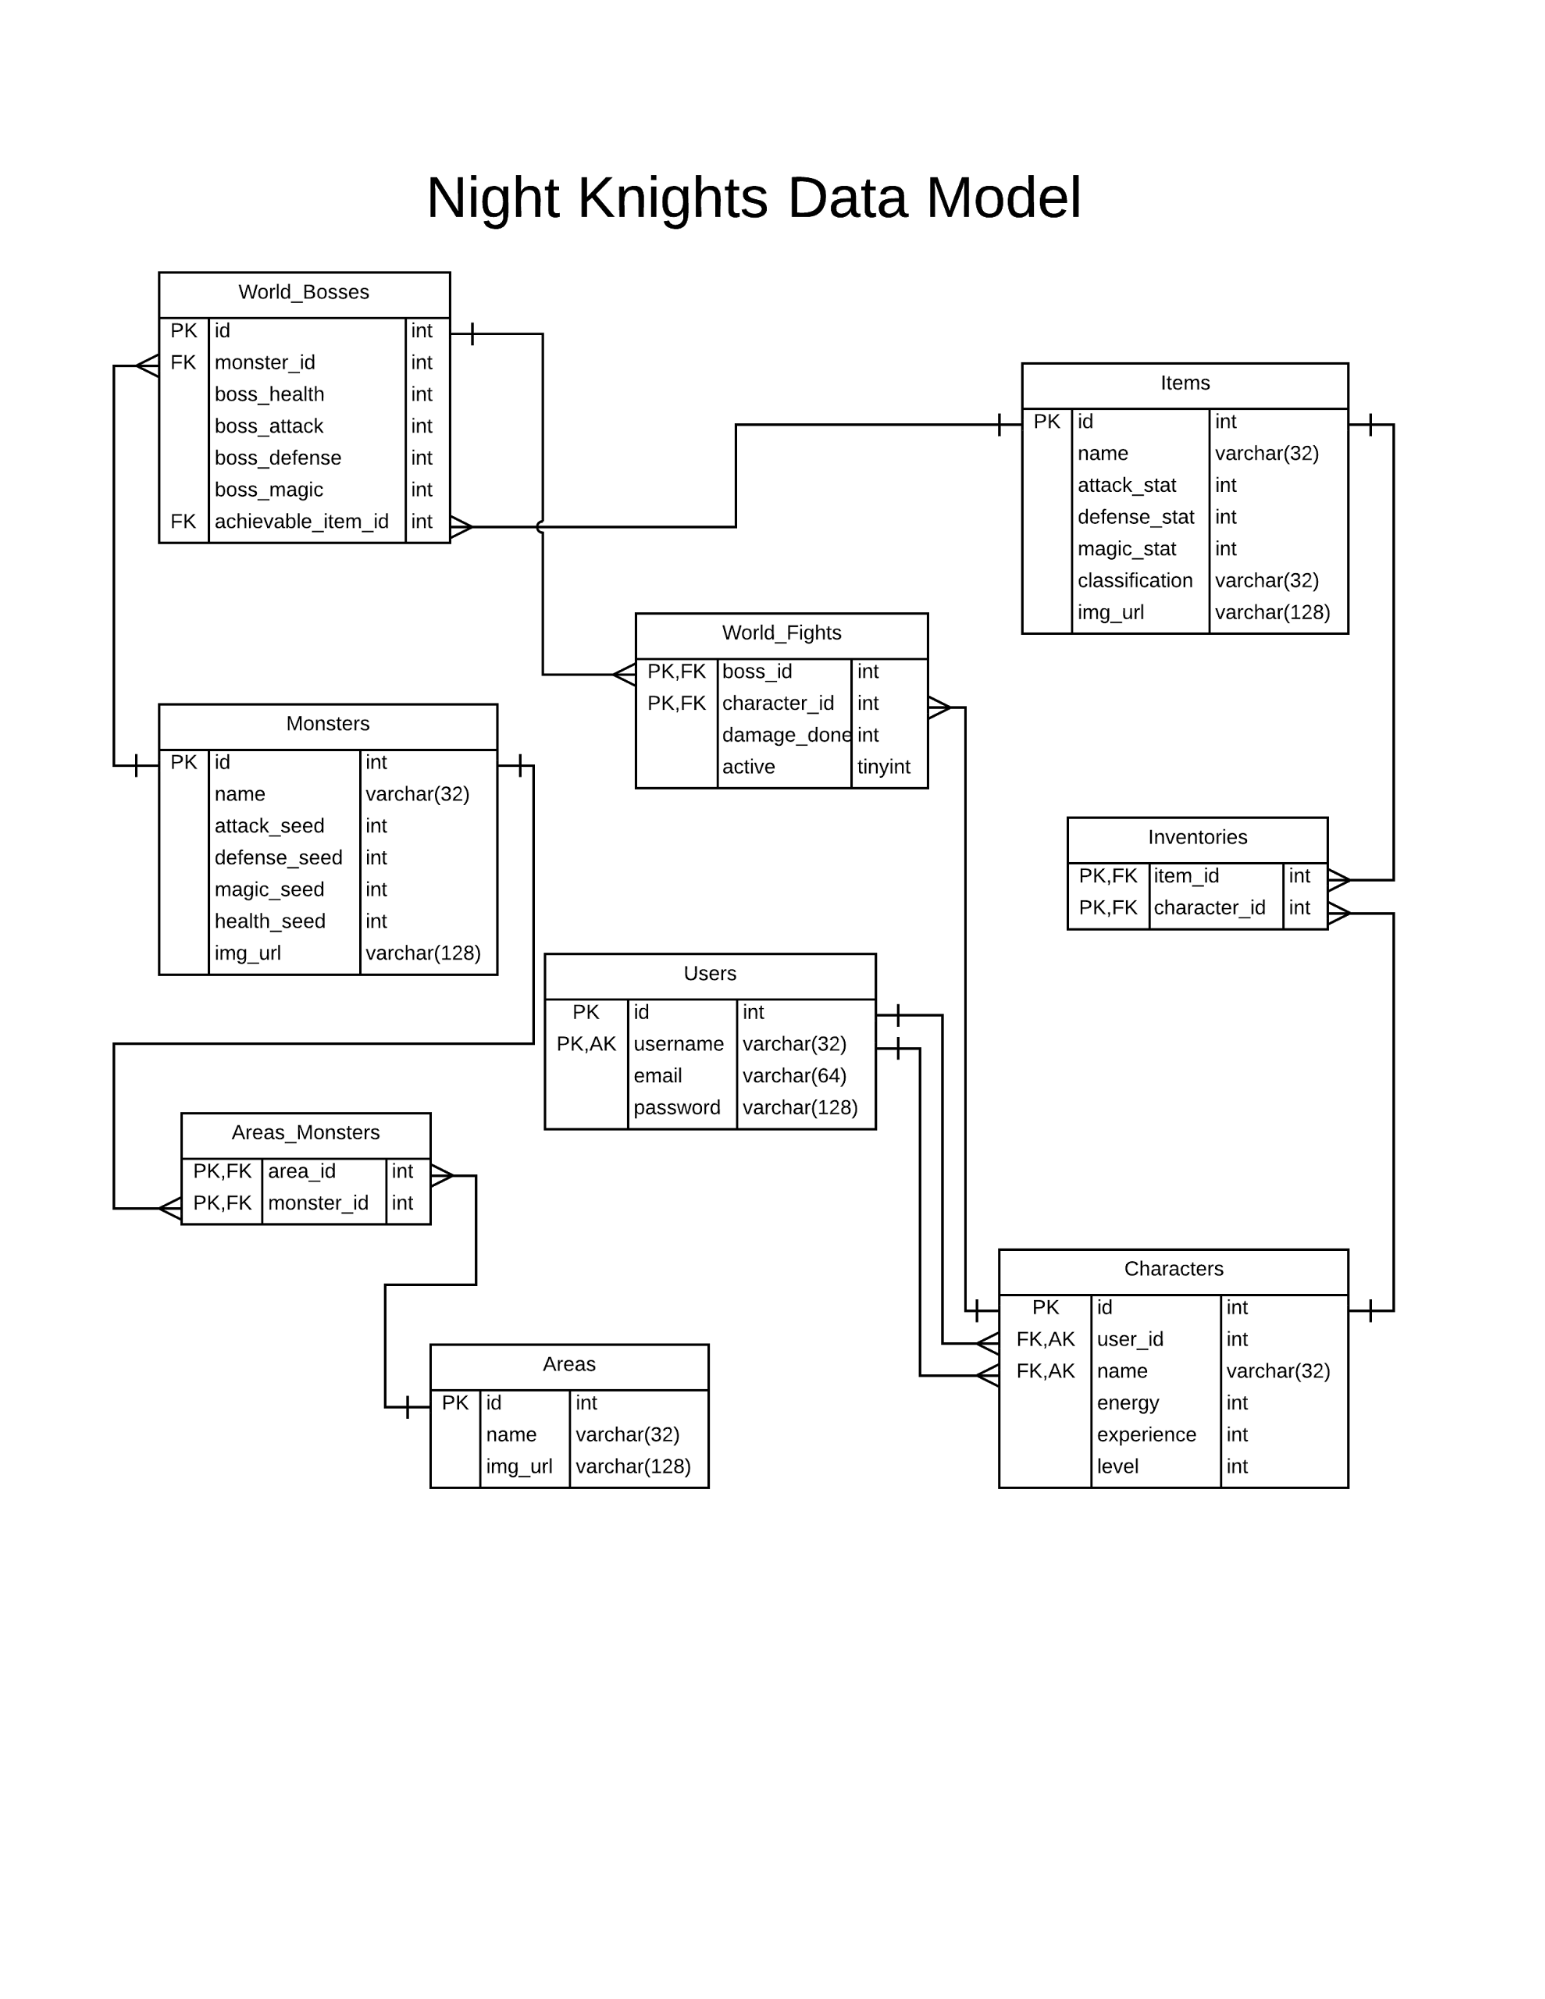 Night Knights Data Model
World_Bosses
PK id int
FK monster_id int
boss_health int
boss_attack int
boss_defense int
boss_magic int
FK achievable_item_id int
Items
PK id int
name varchar(32)
attack_stat int
defense_stat int
magic_stat int
classification varchar(32)
img_url varchar(128)
World_Fights
PK,FK boss_id int
PK,FK character_id int
damage_done int
active tinyint
Monsters
PK id int
name varchar(32)
attack_seed int
defense_seed int
magic_seed int
health_seed int
img_url varchar(128)
Inventories
PK,FK item_id int
PK,FK character_id int
Users
PK id int
PK,AK username varchar(32)
email varchar(64)
password varchar(128)
Areas_Monsters
PK,FK area_id int
PK,FK monster_id int
Characters
PK id int
FK,AK user_id int
FK,AK name varchar(32)
energy int
experience int
level int
Areas
PK id int
name varchar(32)
img_url varchar(128)